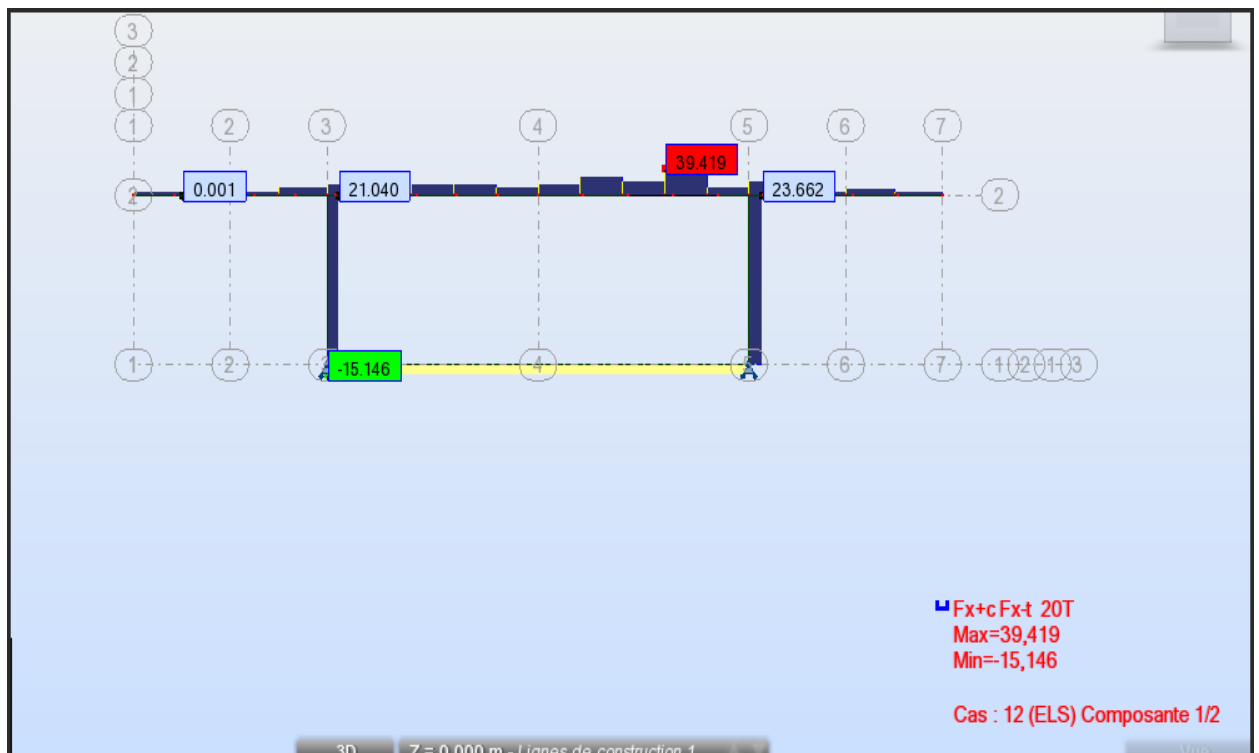 3
2
1
1 2 3 4 5 6 7
39.419
0.001 21.040 23.662
2 2
-15.146
1 2 4 5 6 7 1 2 1 3
Fx+c Fx-t 20T
Max=39,419
Min=-15,146
Cas : 12 (ELS) Composante 1/2
3D Z = 0.000 m - Lignes de construction 1 Vue